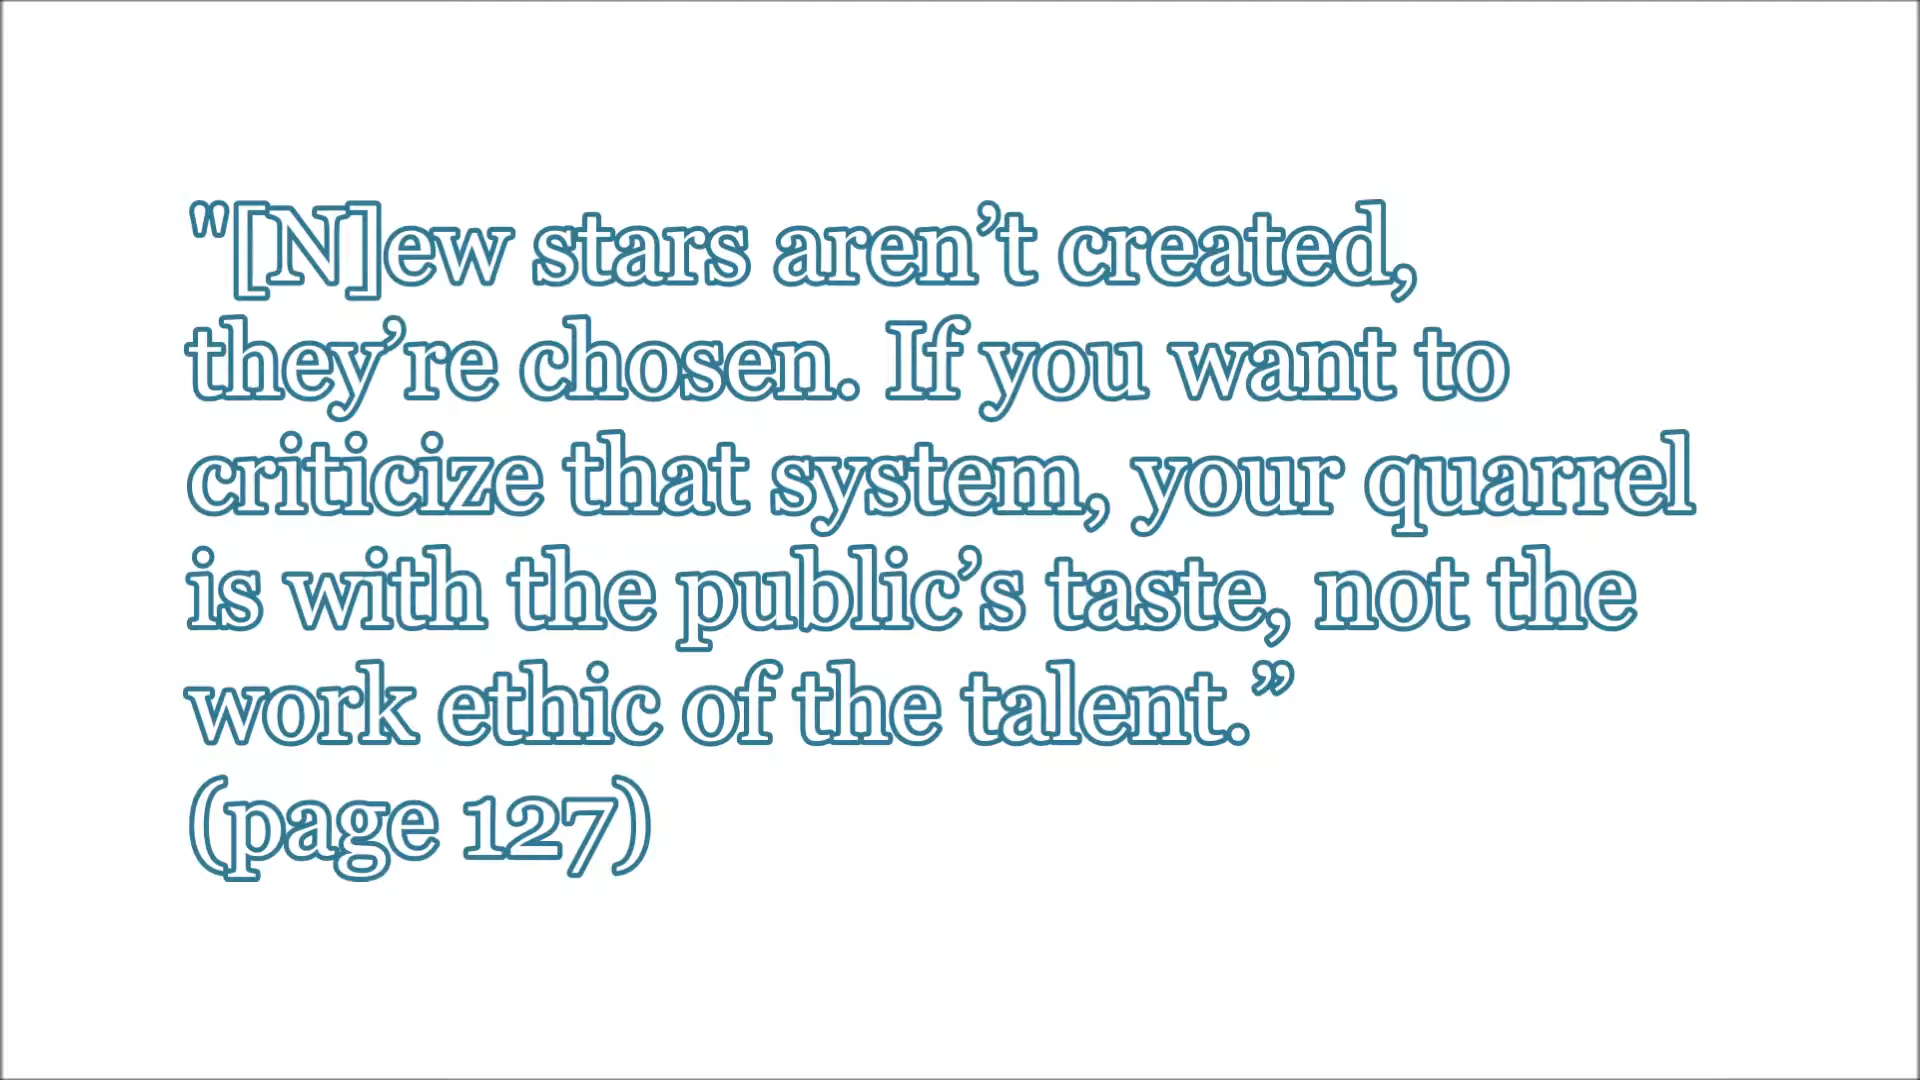 "[N]ew stars aren’t created,
they’re chosen. If you want to
criticize that system, your quarrel
is with the public’s taste, not the
work ethic of the talent.”
(page 127)